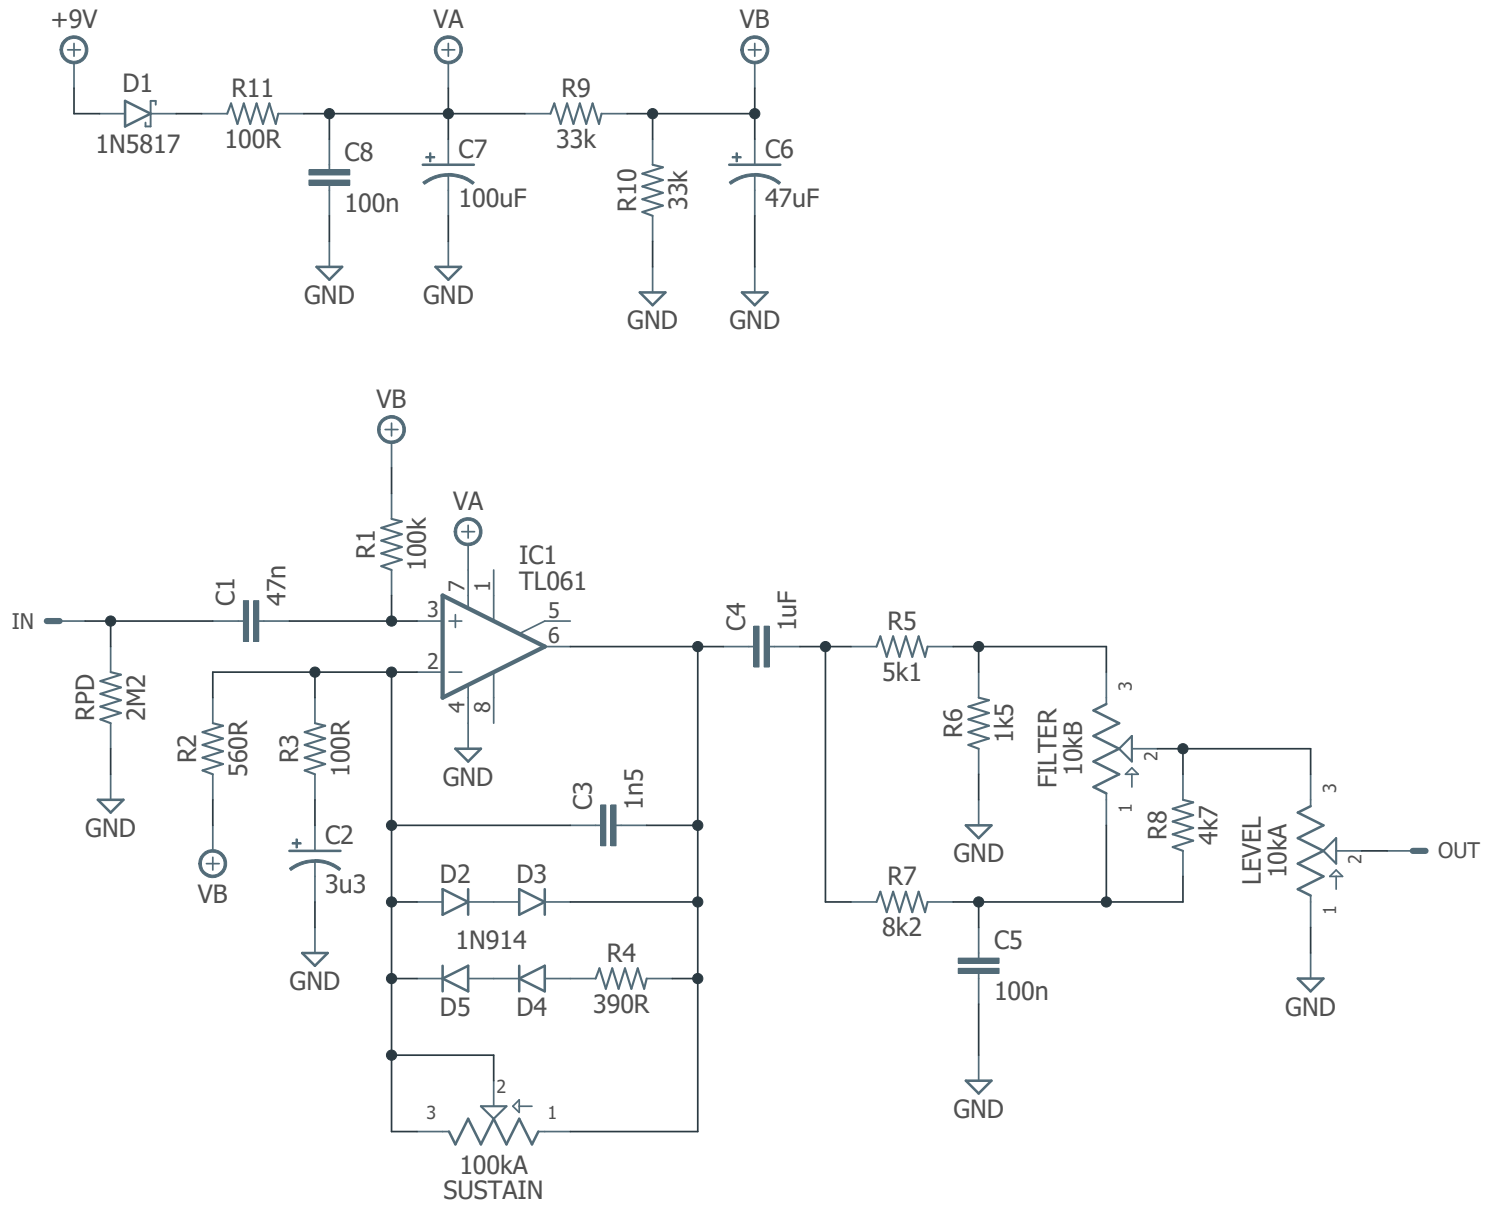 +9V
VA
VB
D1
1N5817
R11
100R
C8
100n
C7
100uF
R9
33k
R10
33k
C6
47uF
GND
GND
GND
GND
VB
R1
100k
VA
IC1
TL061
7
1
3
+
5
6
2
−
4
8
GND
IN
C1
47n
RPD
2M2
GND
R2
560R
VB
R3
100R
C2
3u3
GND
C3
1n5
D2
D3
1N914
D5
D4
R4
390R
3
2
1
100kA
SUSTAIN
C4
1uF
R5
5k1
R6
1k5
GND
R7
8k2
C5
100n
GND
FILTER
10kB
3
2
1
R8
4k7
LEVEL
10kA
3
2
1
OUT
GND